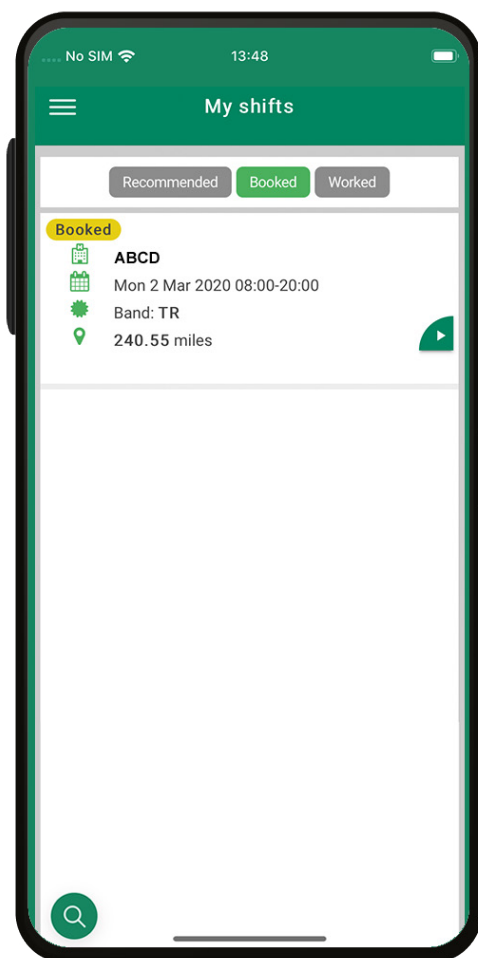 .... No SIM 13:48
My shifts
Recommended Booked Worked
Booked
ABCD
Mon 2 Mar 2020 08:00-20:00
Band: TR
240.55 miles